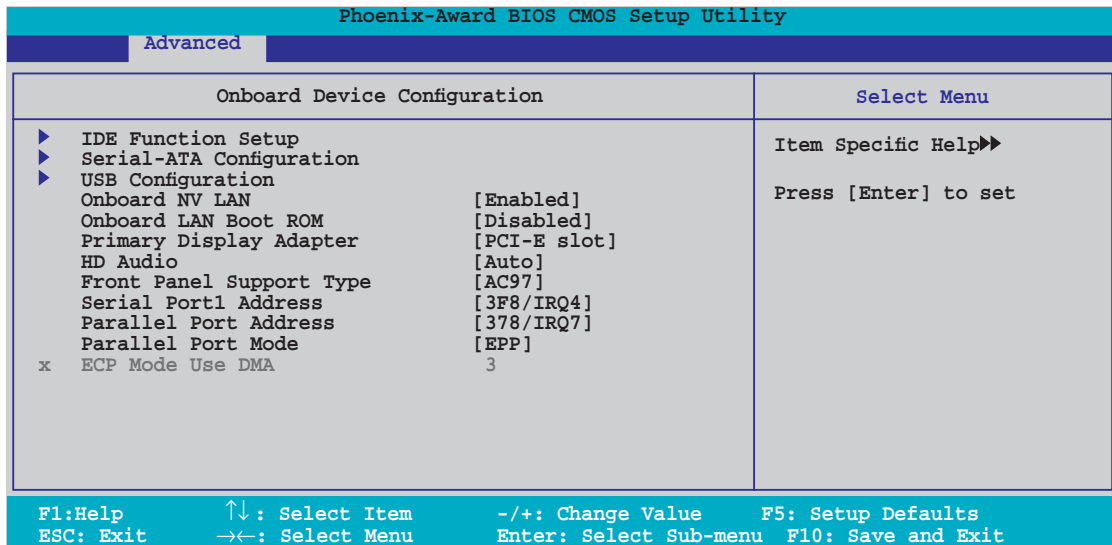 Phoenix-Award BIOS CMOS Setup Utility
Advanced
Onboard Device Configuration
Select Menu
IDE Function Setup
Serial-ATA Configuration
USB Configuration
Onboard NV LAN [Enabled]
Onboard LAN Boot ROM [Disabled]
Primary Display Adapter [PCI-E slot]
HD Audio [Auto]
Front Panel Support Type [AC97]
Serial Port1 Address [3F8/IRQ4]
Parallel Port Address [378/IRQ7]
Parallel Port Mode [EPP]
x ECP Mode Use DMA 3
Item Specific Help
Press [Enter] to set
F1:Help ↑↓: Select Item -/+: Change Value F5: Setup Defaults
ESC: Exit →←: Select Menu Enter: Select Sub-menu F10: Save and Exit